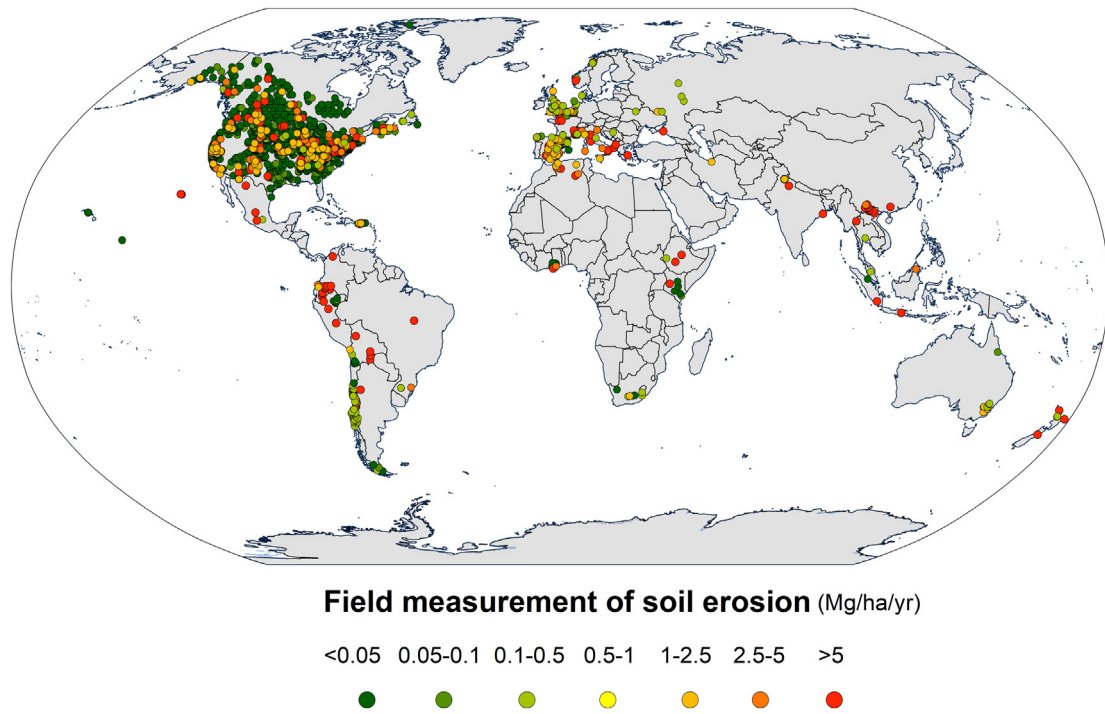 Field measurement of soil erosion (Mg/ha/yr)
<0.05 0.05-0.1 0.1-0.5 0.5-1 1-2.5 2.5-5 >5